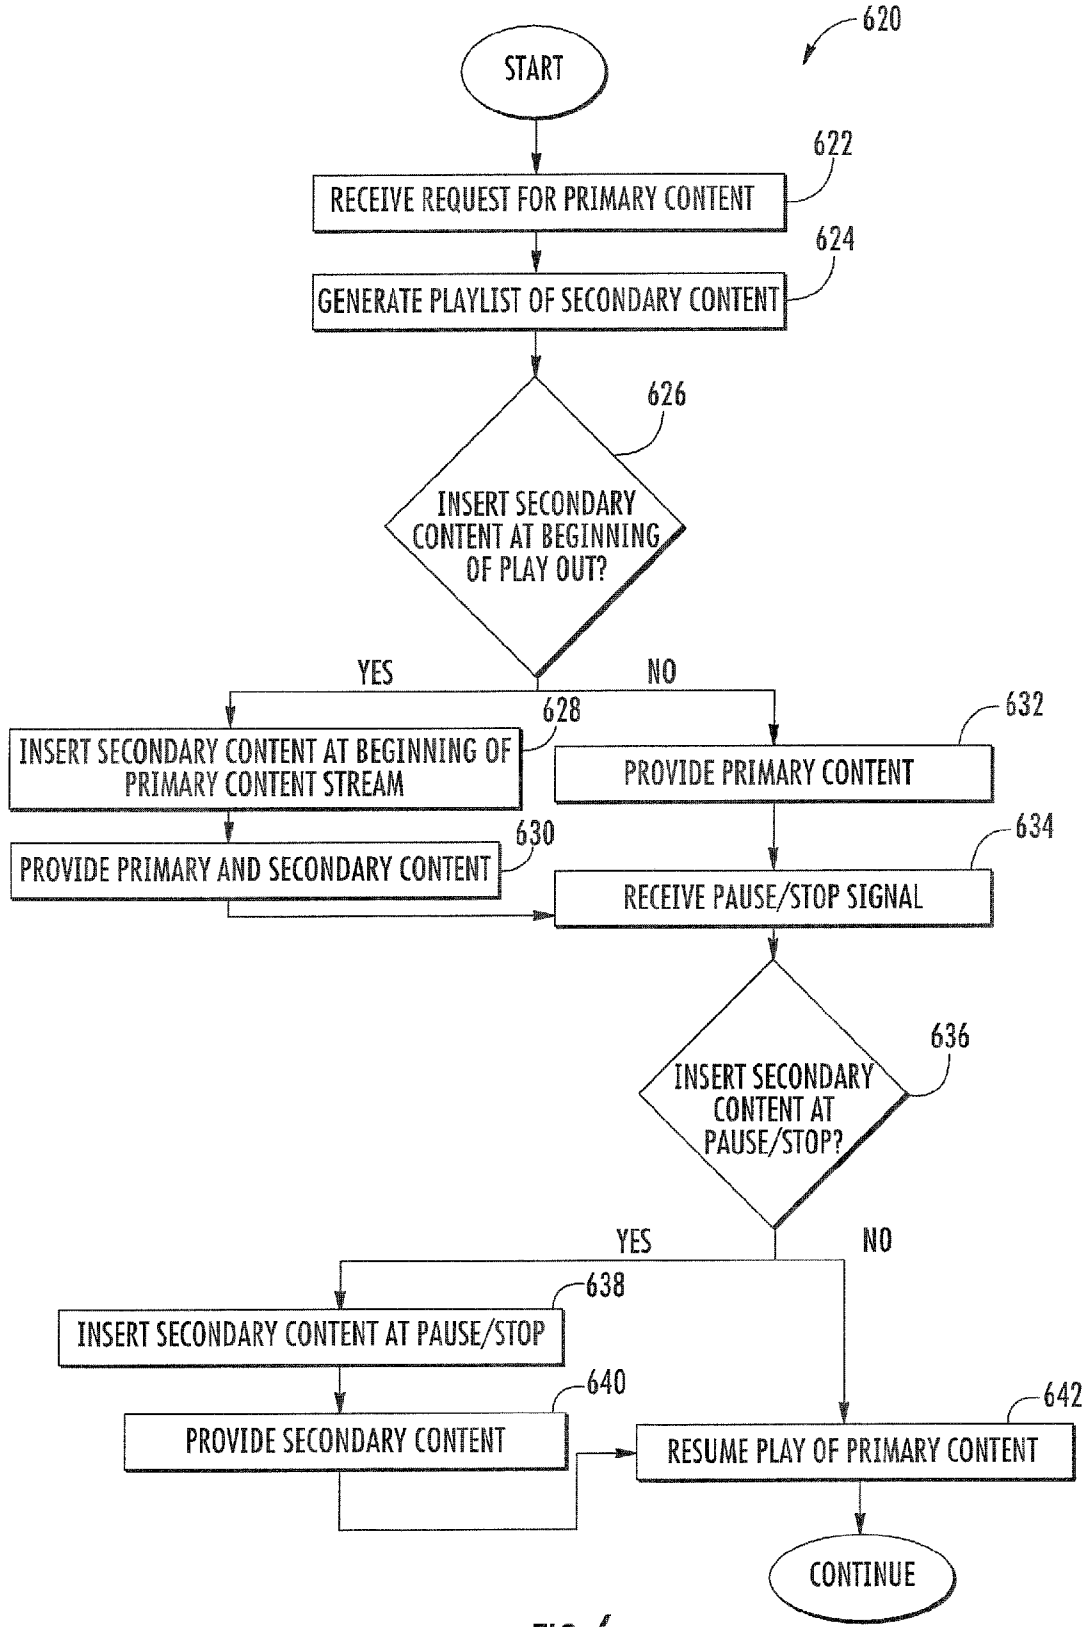 620
START
622
RECEIVE REQUEST FOR PRIMARY CONTENT
624
GENERATE PLAYLIST OF SECONDARY CONTENT
626
INSERT SECONDARY
CONTENT AT BEGINNING
OF PLAY OUT?
YES
NO
628
INSERT SECONDARY CONTENT AT BEGINNING OF
PRIMARY CONTENT STREAM
632
PROVIDE PRIMARY CONTENT
630
PROVIDE PRIMARY AND SECONDARY CONTENT
634
RECEIVE PAUSE/STOP SIGNAL
636
INSERT SECONDARY
CONTENT AT
PAUSE/STOP?
YES
NO
638
INSERT SECONDARY CONTENT AT PAUSE/STOP
640
PROVIDE SECONDARY CONTENT
642
RESUME PLAY OF PRIMARY CONTENT
CONTINUE